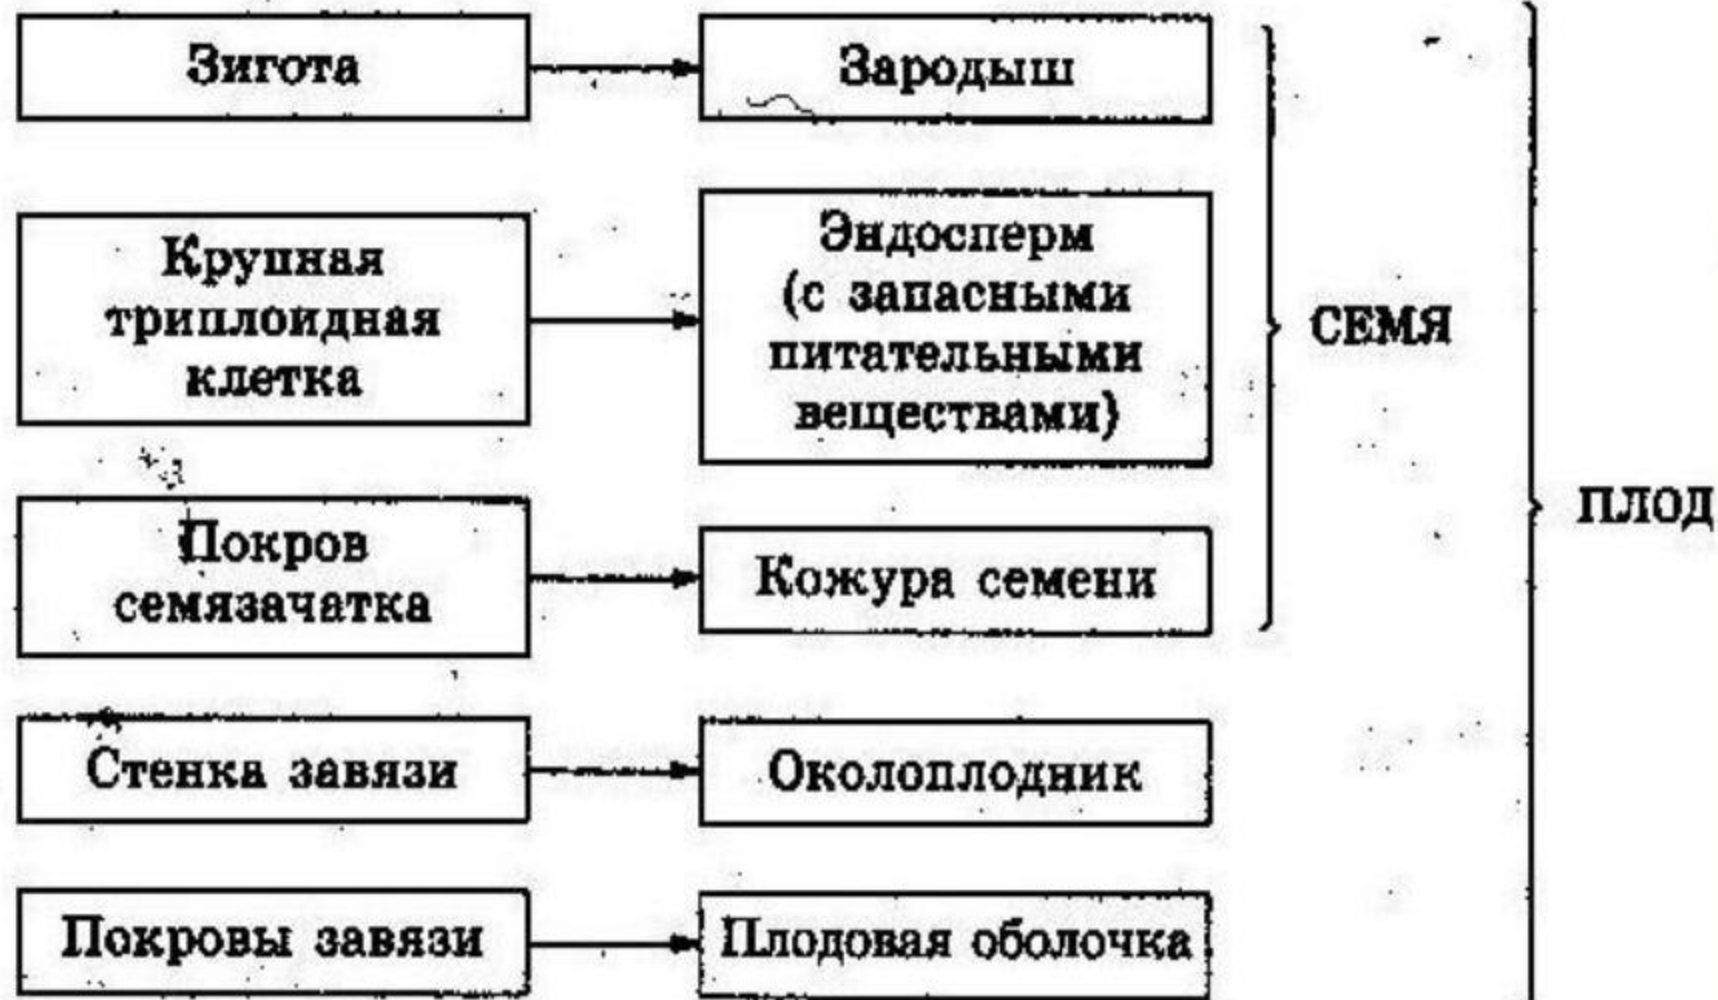 Зигота
Зародыш
Крупная
триплоидная
клетка
Эндосперм
(с запасными
питательными
веществами)
СЕМЯ
Покров
семязачатка
Кожура семени
ПЛОД
Стенка завязи
Околоплодник
Покровы завязи
Плодовая оболочка